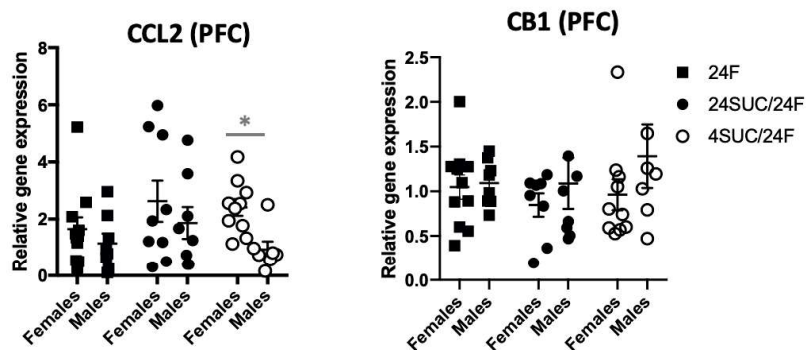 CCL2 (PFC)
Relative gene expression
8
6
4
2
0
*
Females
Males
Females
Males
Females
Males
CB1 (PFC)
Relative gene expression
2.5
2.0
1.5
1.0
0.5
0.0
Females
Males
Females
Males
Females
Males
24F
24SUC/24F
4SUC/24F